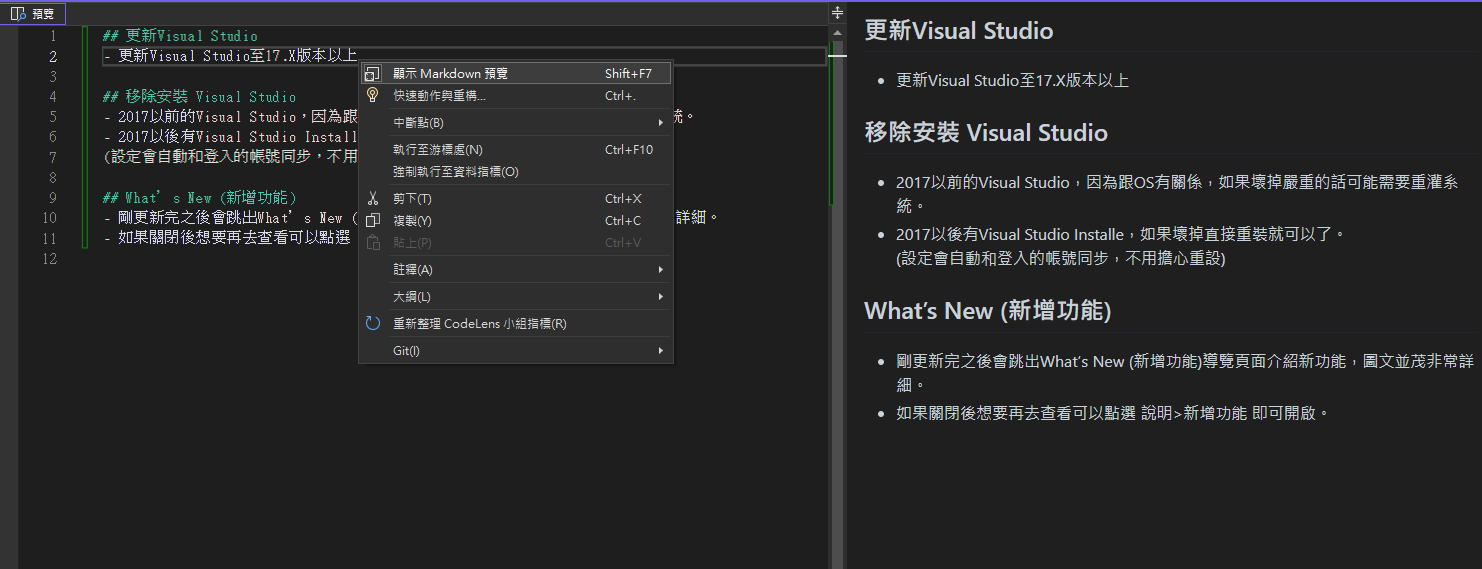 預覽
1 ## 更新Visual Studio
2 - 更新Visual Studio至17.X版本以上
3
4 ## 移除安裝 Visual Studio
5 - 2017以前的Visual Studio，因為跟 統。
6 - 2017以後有Visual Studio Install
7 (設定會自動和登入的帳號同步，不用
8
9 ## What’s New (新增功能)
10 - 剛更新完之後會跳出What’s New ( 詳細。
11 - 如果關閉後想要再去查看可以點選
12
顯示 Markdown 預覽 Shift+F7
快速動作與重構... Ctrl+.
中斷點(B)
執行至游標處(N) Ctrl+F10
強制執行至資料指標(O)
剪下(T) Ctrl+X
複製(Y) Ctrl+C
貼上(P) Ctrl+V
註釋(A)
大綱(L)
重新整理 CodeLens 小組指標(R)
Git(I)
更新Visual Studio
• 更新Visual Studio至17.X版本以上
移除安裝 Visual Studio
• 2017以前的Visual Studio，因為跟OS有關係，如果壞掉嚴重的話可能需要重灌系
統。
• 2017以後有Visual Studio Installe，如果壞掉直接重裝就可以了。
(設定會自動和登入的帳號同步，不用擔心重設)
What’s New (新增功能)
• 剛更新完之後會跳出What’s New (新增功能)導覽頁面介紹新功能，圖文並茂非常詳
細。
• 如果關閉後想要再去查看可以點選 說明>新增功能 即可開啟。